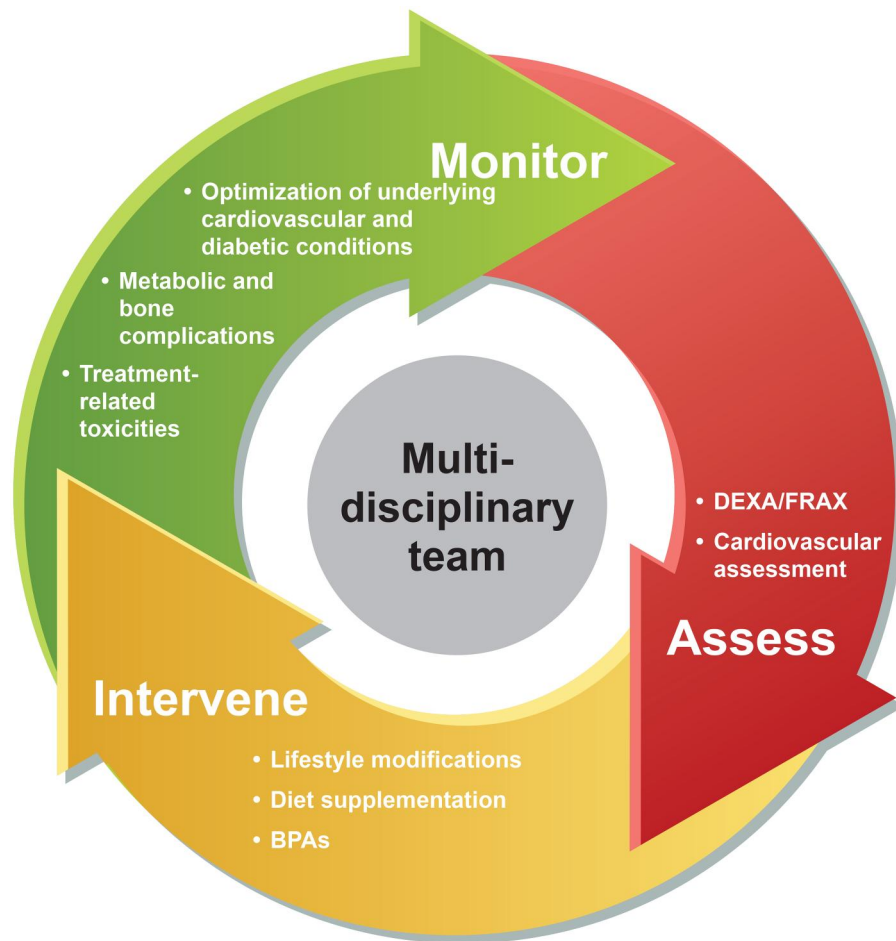 Monitor
• Optimization of underlying
cardiovascular and
diabetic conditions
• Metabolic and
bone
complications
• Treatment-
related
toxicities
Multi-
disciplinary
team
• DEXA/FRAX
• Cardiovascular
assessment
Assess
Intervene
• Lifestyle modifications
• Diet supplementation
• BPAs